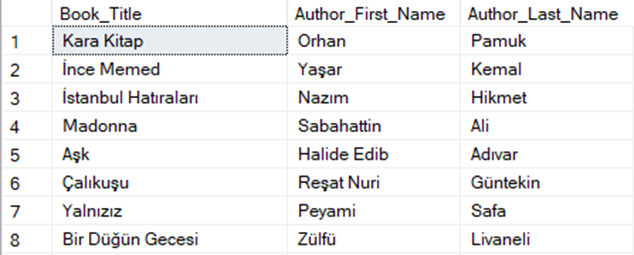 Book_Title Author_First_Name Author_Last_Name
1 Kara Kitap Orhan Pamuk
2 İnce Memed Yaşar Kemal
3 İstanbul Hatıraları Nazım Hikmet
4 Madonna Sabahattin Ali
5 Aşk Halide Edib Adıvar
6 Çalıkuşu Reşat Nuri Güntekin
7 Yalnızız Peyami Safa
8 Bir Düğün Gecesi Zülfü Livaneli